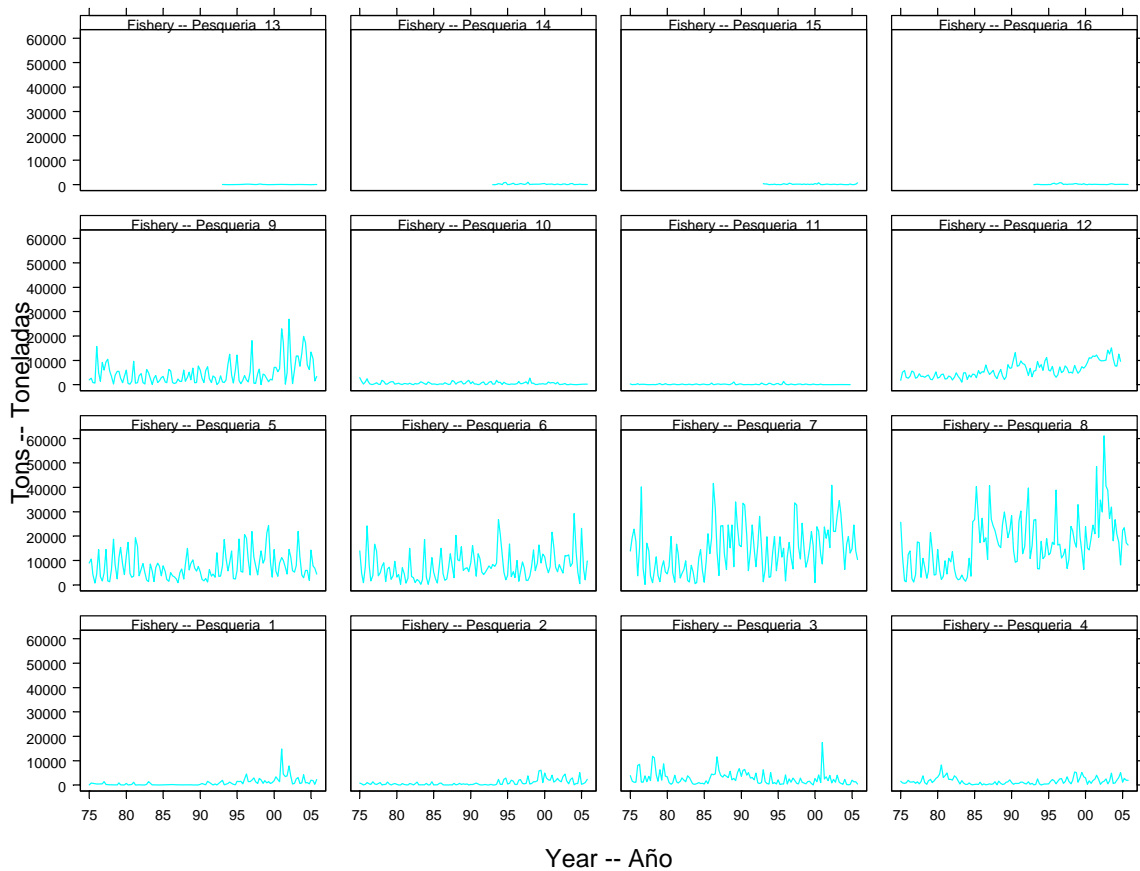 Fishery -- Pesqueria 13
Fishery -- Pesqueria 14
Fishery -- Pesqueria 15
Fishery -- Pesqueria 16
60000
50000
40000
30000
20000
10000
0
Fishery -- Pesqueria 9
Fishery -- Pesqueria 10
Fishery -- Pesqueria 11
Fishery -- Pesqueria 12
60000
50000
40000
30000
20000
10000
0
Tons -- Toneladas
Fishery -- Pesqueria 5
Fishery -- Pesqueria 6
Fishery -- Pesqueria 7
Fishery -- Pesqueria 8
60000
50000
40000
30000
20000
10000
0
Fishery -- Pesqueria 1
Fishery -- Pesqueria 2
Fishery -- Pesqueria 3
Fishery -- Pesqueria 4
60000
50000
40000
30000
20000
10000
0
75 80 85 90 95 00 05
75 80 85 90 95 00 05
75 80 85 90 95 00 05
75 80 85 90 95 00 05
Year -- Año